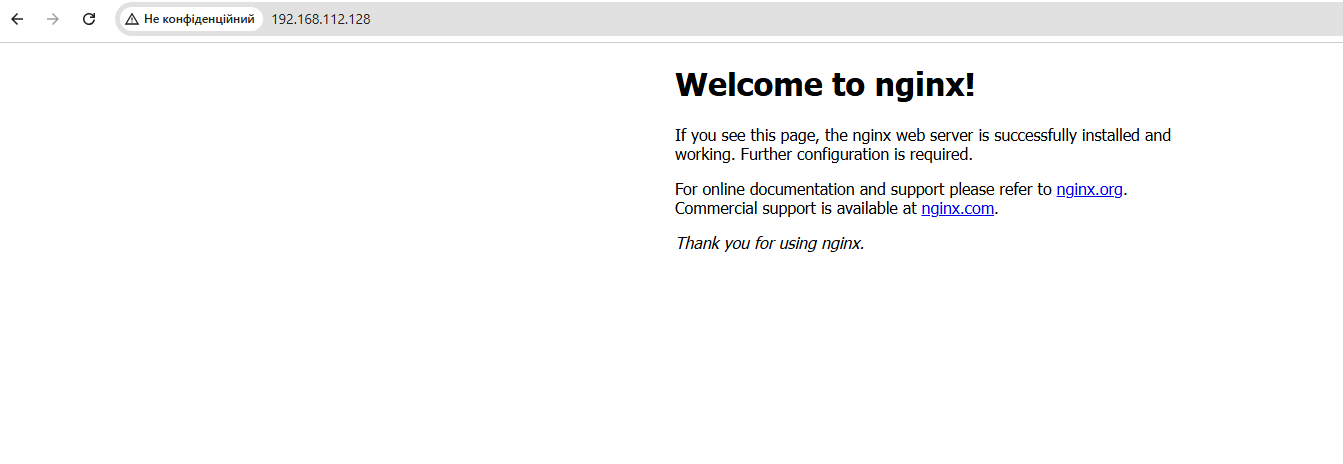 Не конфіденційний 192.168.112.128
Welcome to nginx!
If you see this page, the nginx web server is successfully installed and
working. Further configuration is required.
For online documentation and support please refer to nginx.org.
Commercial support is available at nginx.com.
Thank you for using nginx.